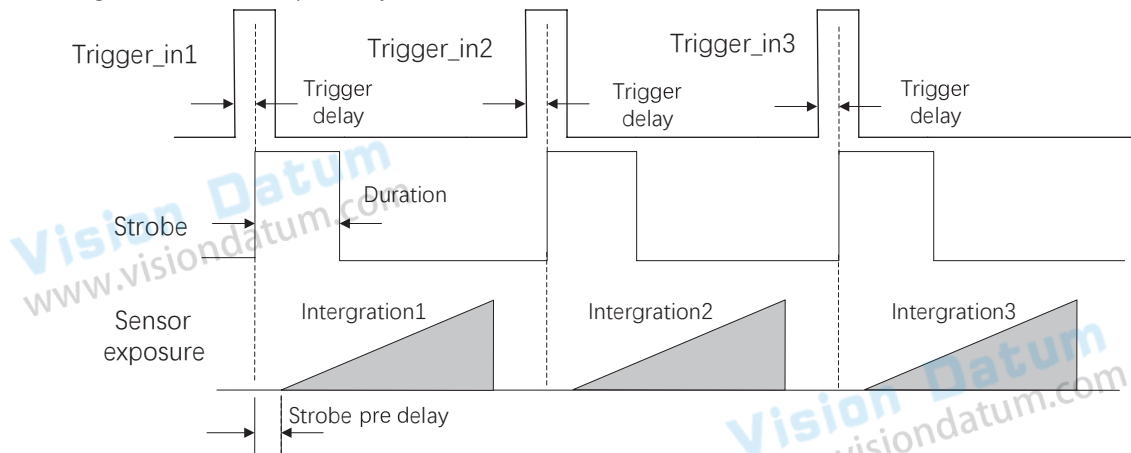 Trigger_in1
Trigger_in2
Trigger_in3
Trigger
delay
Trigger
delay
Trigger
delay
Duration
Strobe
Vision Datum
www.visiondatum.com
Intergration1
Intergration2
Intergration3
Sensor
exposure
Strobe pre delay
Vision Datum
visiondatum.com